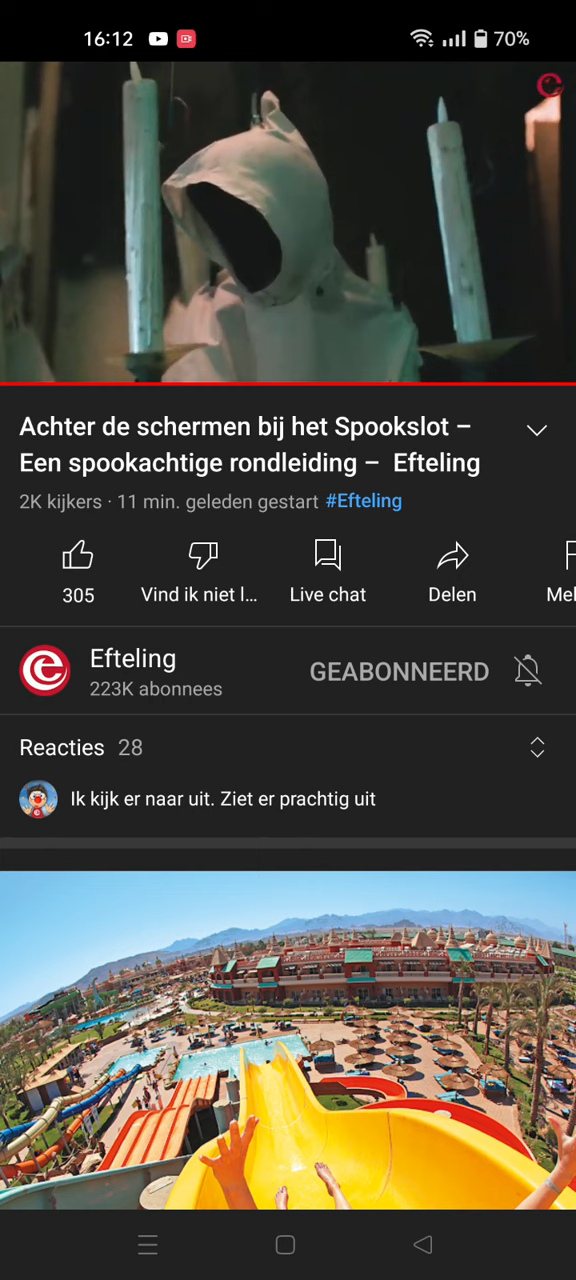 16:12
70%
Achter de schermen bij het Spookslot –
Een spookachtige rondleiding – Efteling
2K kijkers · 11 min. geleden gestart #Efteling
305
Vind ik niet l...
Live chat
Delen
Mel
Efteling
223K abonnees
GEABONNEERD
Reacties 28
Ik kijk er naar uit. Ziet er prachtig uit